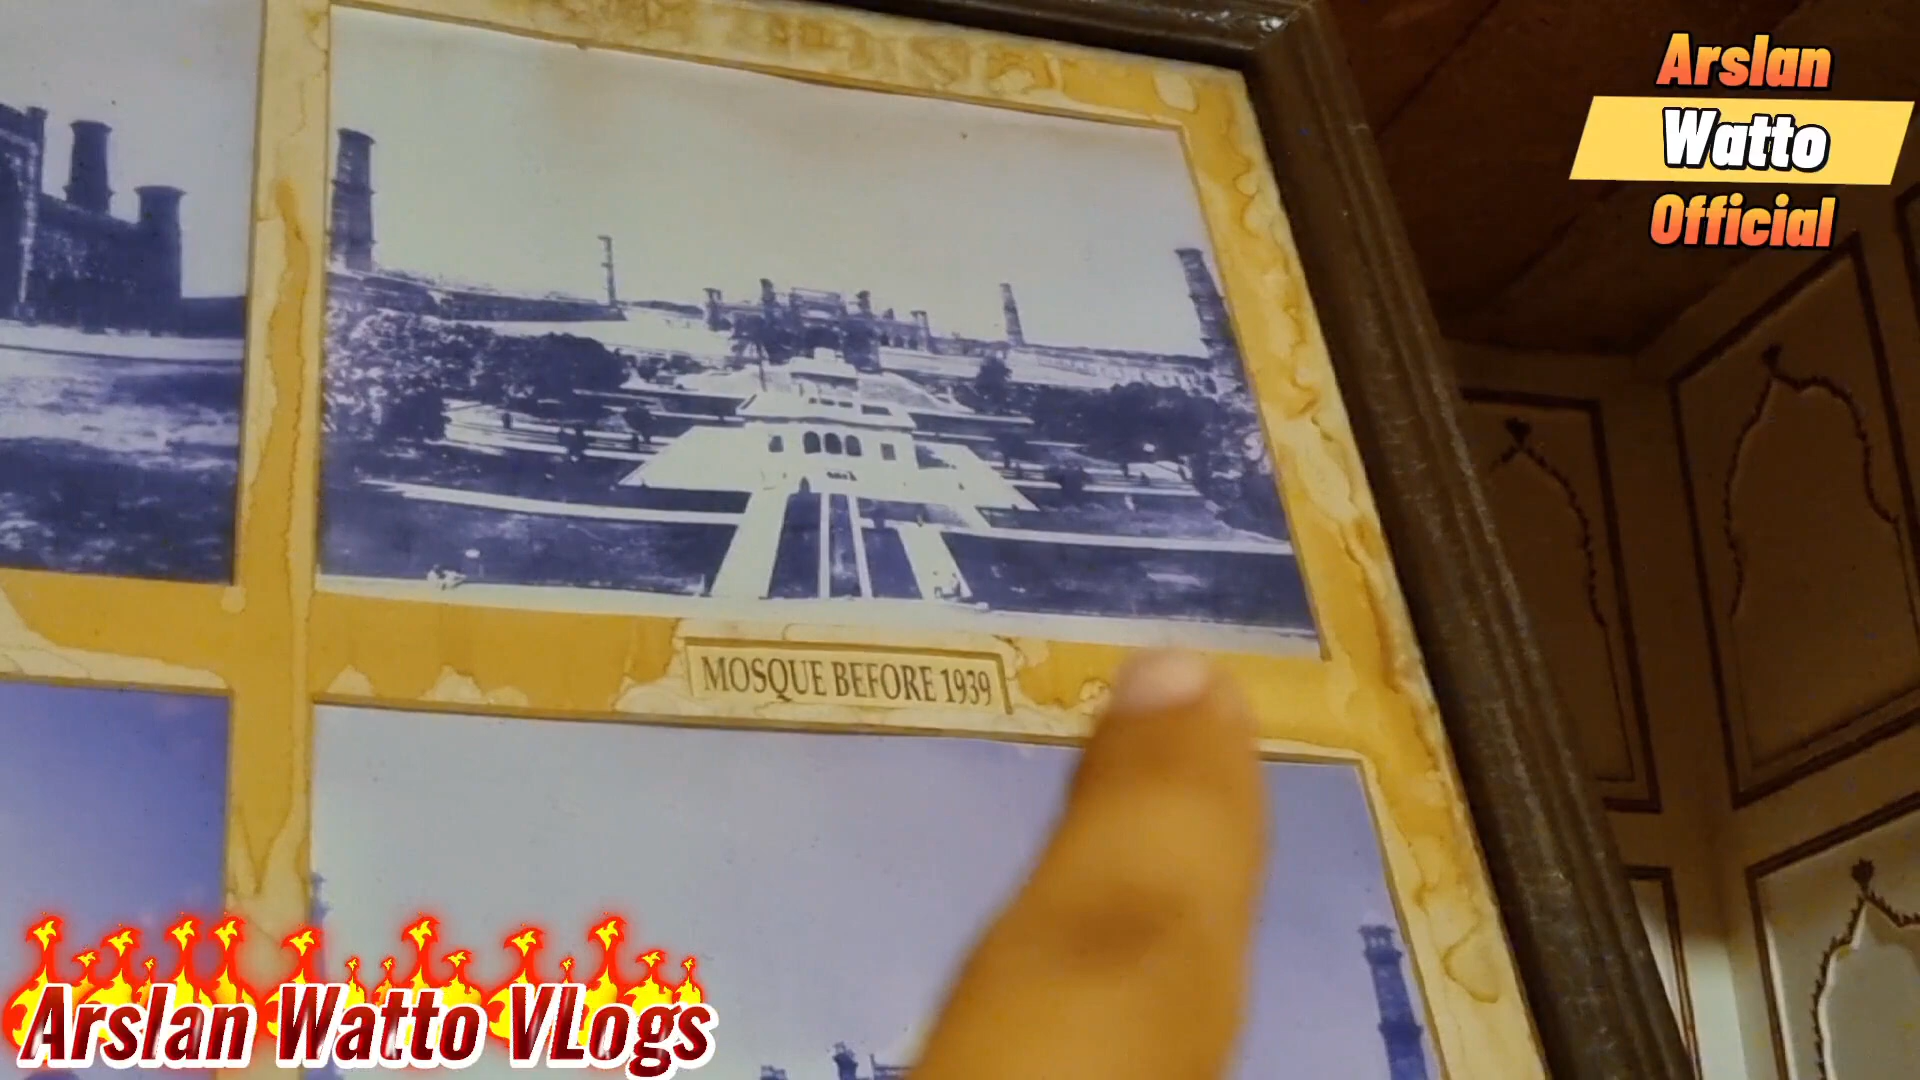 Arslan
Watto
Official
MOSQUE BEFORE 1939
Arslan Watto VLogs